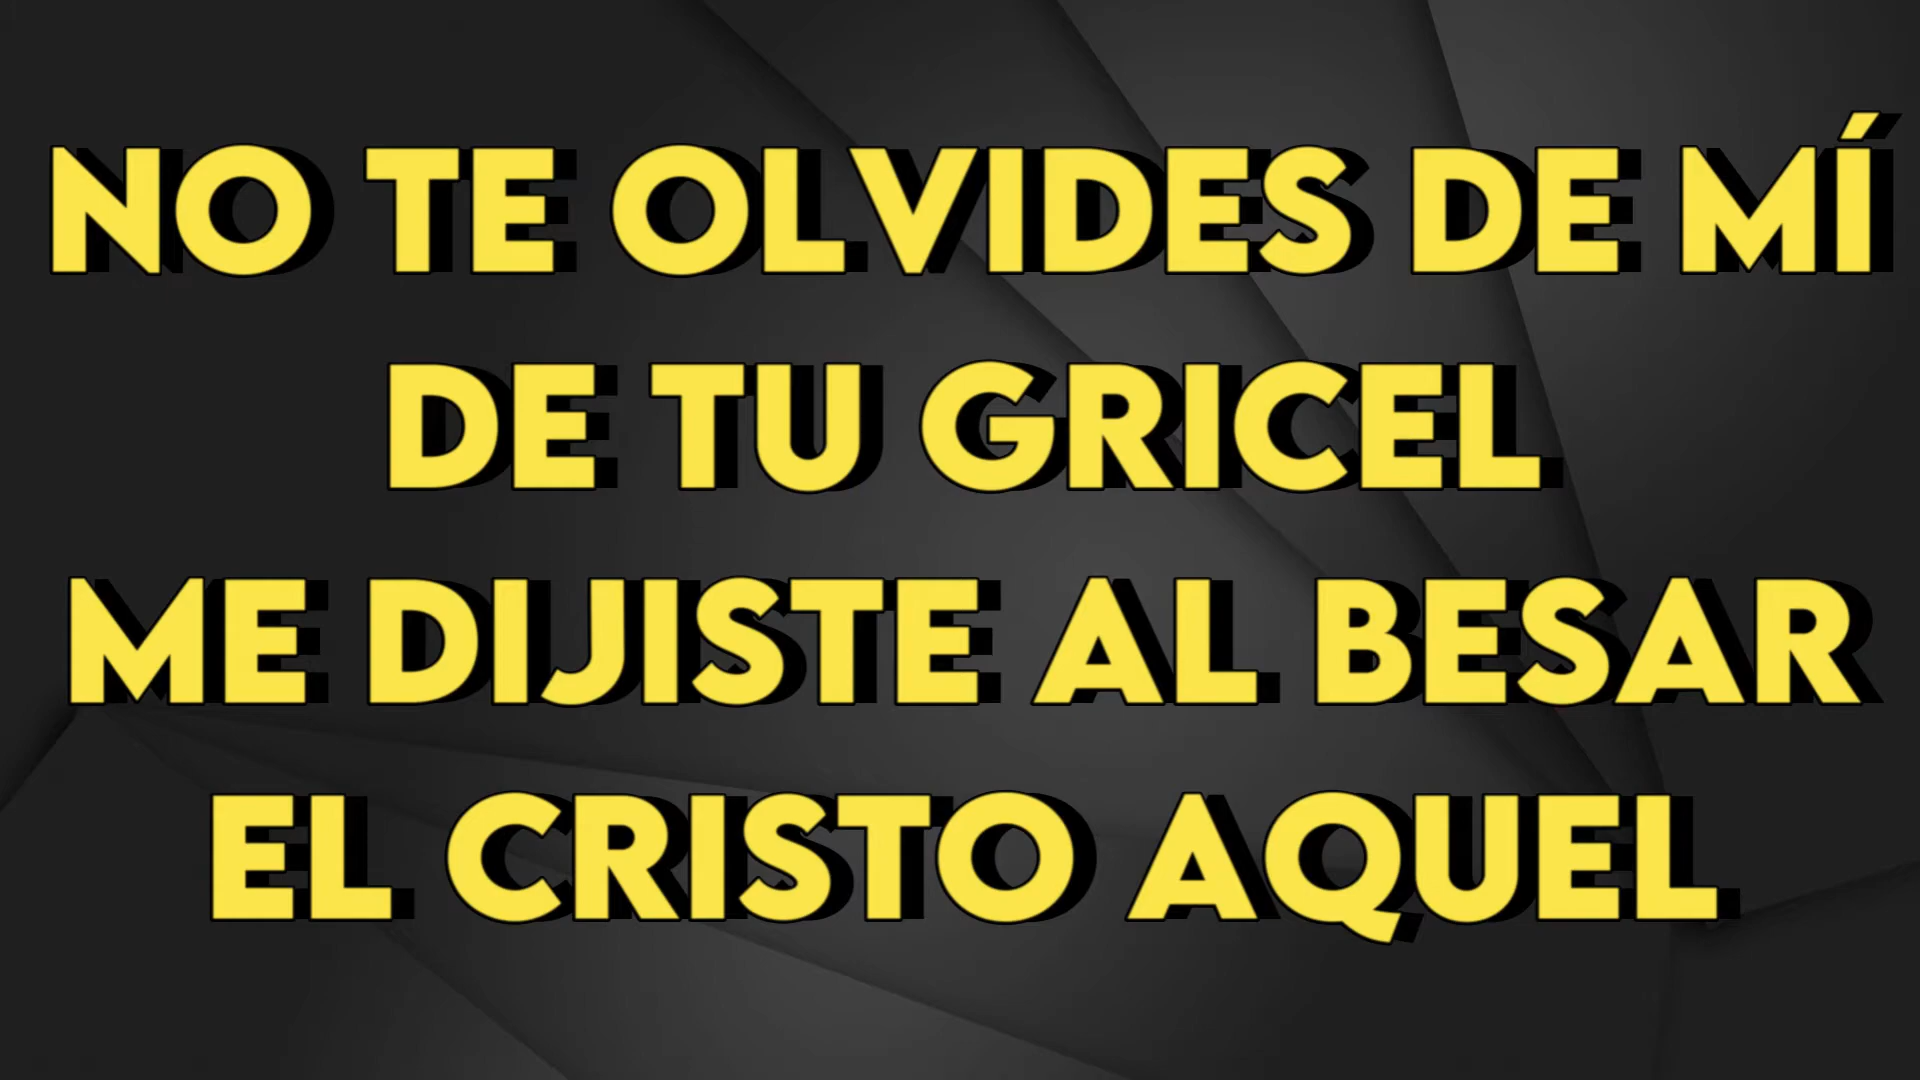 NO TE OLVIDES DE MÍ
DE TU GRICEL
ME DIJISTE AL BESAR
EL CRISTO AQUEL